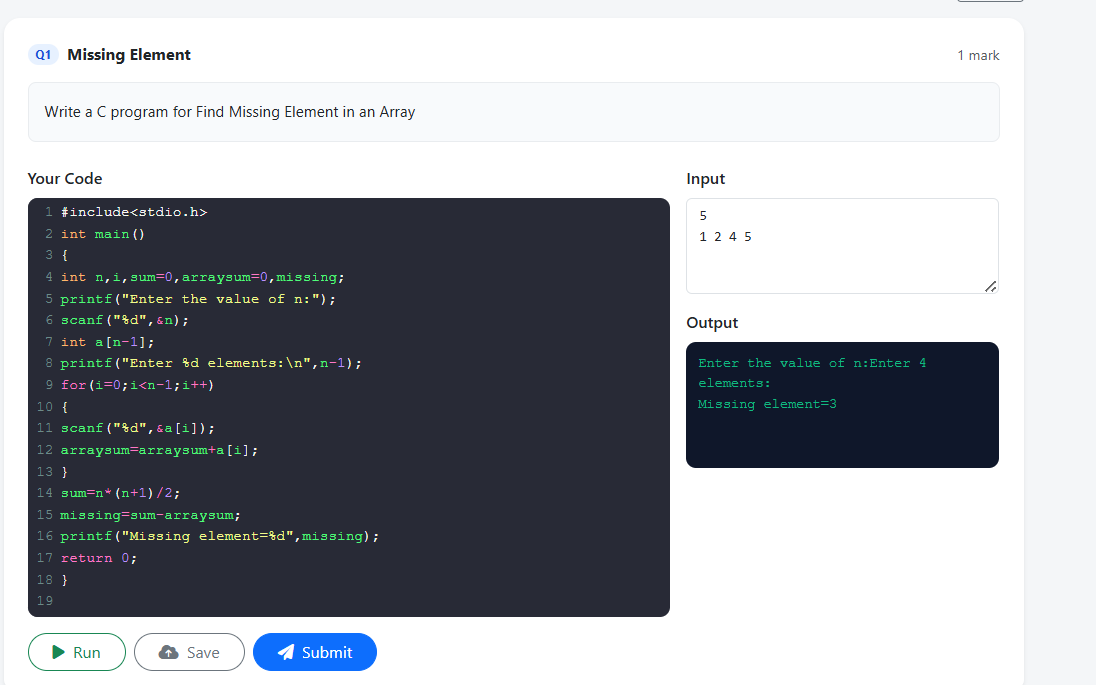 Q1 Missing Element
1 mark
Write a C program for Find Missing Element in an Array
Your Code
1 #include<stdio.h>
2 int main()
3 {
4 int n,i,sum=0,arraysum=0,missing;
5 printf("Enter the value of n:");
6 scanf("%d",&n);
7 int a[n-1];
8 printf("Enter %d elements:\n",n-1);
9 for(i=0;i<n-1;i++)
10 {
11 scanf("%d",&a[i]);
12 arraysum=arraysum+a[i];
13 }
14 sum=n*(n+1)/2;
15 missing=sum-arraysum;
16 printf("Missing element=%d",missing);
17 return 0;
18 }
19
Input
5
1 2 4 5
Output
Enter the value of n:Enter 4
elements:
Missing element=3
Run
Save
Submit